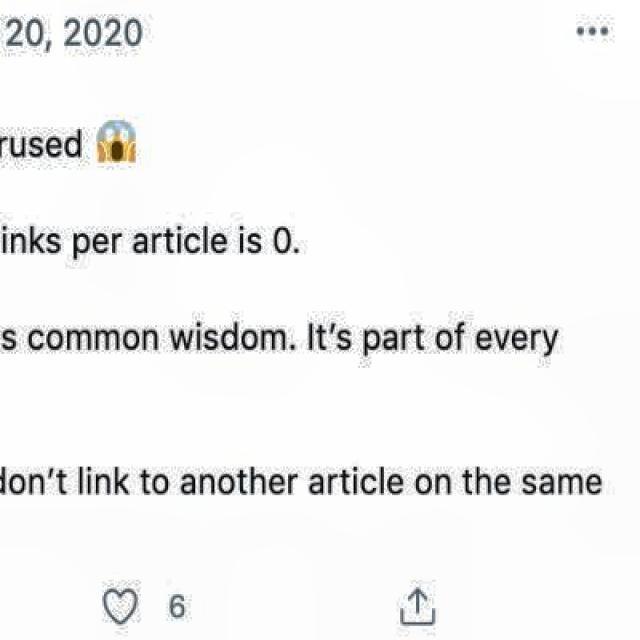 20, 2020
rused 😱
inks per article is 0.
s common wisdom. It’s part of every
don’t link to another article on the same
6